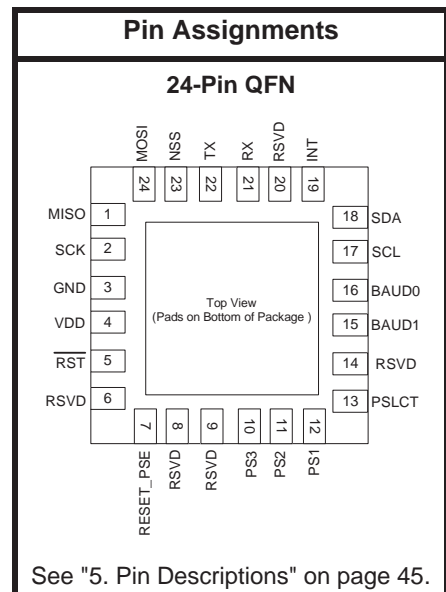 Pin Assignments
24-Pin QFN
MOSI NSS TX RX RSVD INT
24 23 22 21 20 19
MISO 1
18 SDA
SCK 2
17 SCL
GND 3
16 BAUD0
VDD 4
15 BAUD1
RST 5
14 RSVD
RSVD 6
13 PSLCT
Top View
(Pads on Bottom of Package )
7 8 9 10 11 12
RESET_PSE RSVD RSVD PS3 PS2 PS1
See "5. Pin Descriptions" on page 45.